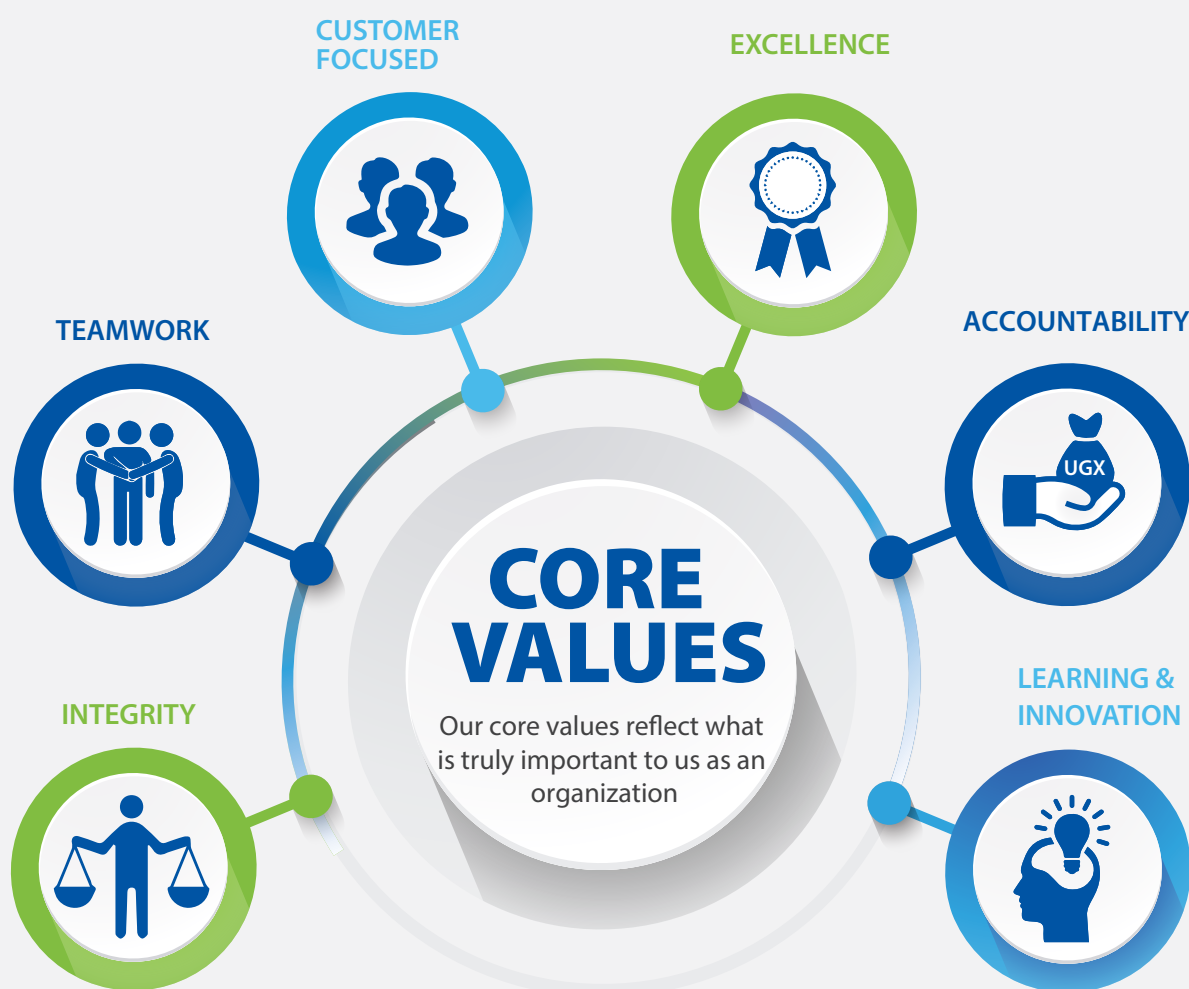 CUSTOMER
FOCUSED
EXCELLENCE
TEAMWORK
ACCOUNTABILITY
UGX
CORE
VALUES
Our core values reflect what
is truly important to us as an
organization
INTEGRITY
LEARNING &
INNOVATION